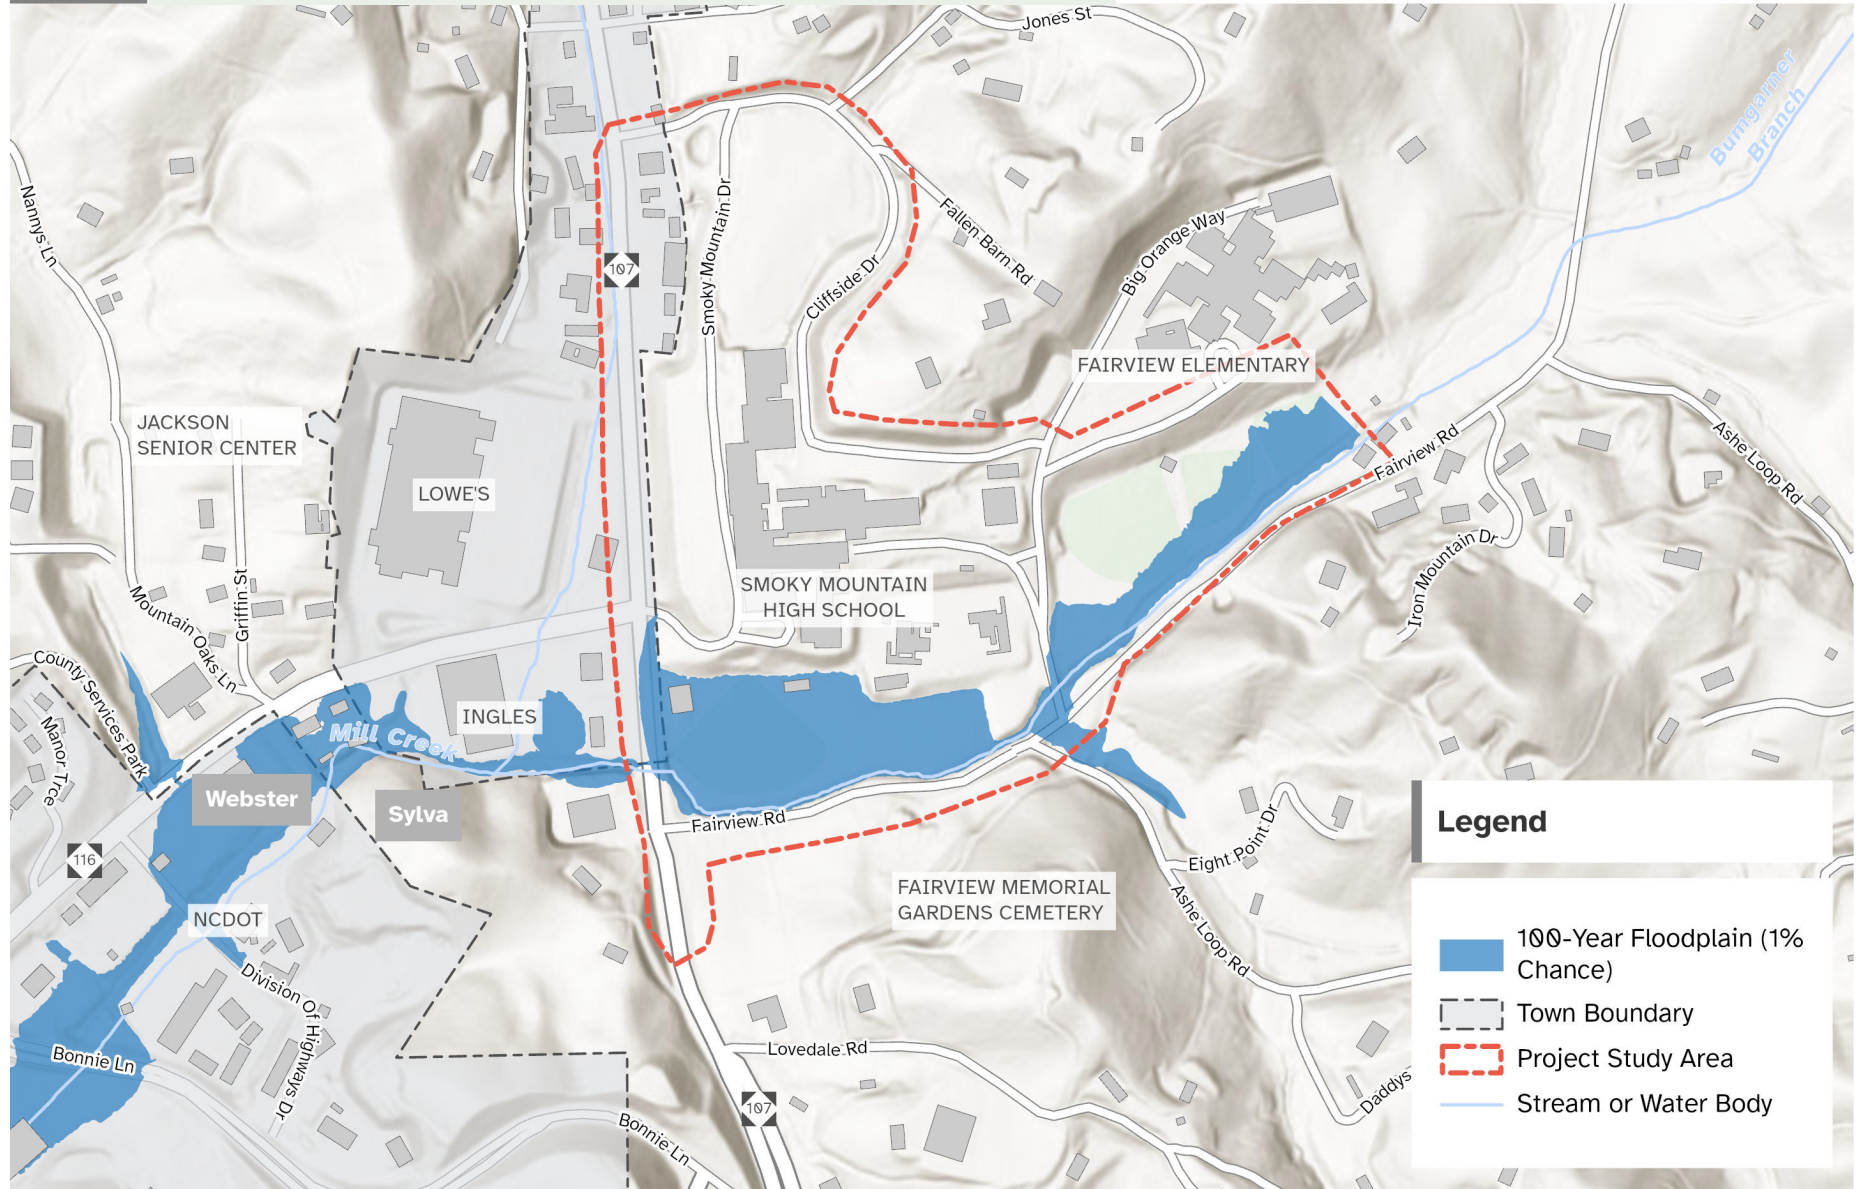 Jones St
Bumgarner
Branch
Nannys Ln
Smoky Mountain Dr
Fallen Barn Rd
Big Orange Way
Cliffside Dr
107
FAIRVIEW ELEMENTARY
JACKSON
SENIOR CENTER
LOWE'S
Fairview Rd
Ashe Loop Rd
Iron Mountain Dr
SMOKY MOUNTAIN
HIGH SCHOOL
Griffin St
Mountain Oaks Ln
County Services Park
Manor Trce
INGLES
Mill Creek
Webster
Sylva
Fairview Rd
116
NCDOT
FAIRVIEW MEMORIAL
GARDENS CEMETERY
Eight Point Dr
Ashe Loop Rd
Division Of Highways Dr
Bonnie Ln
Lovedale Rd
107
Bonnie Ln
Daddys
Legend
100-Year Floodplain (1%
Chance)
Town Boundary
Project Study Area
Stream or Water Body